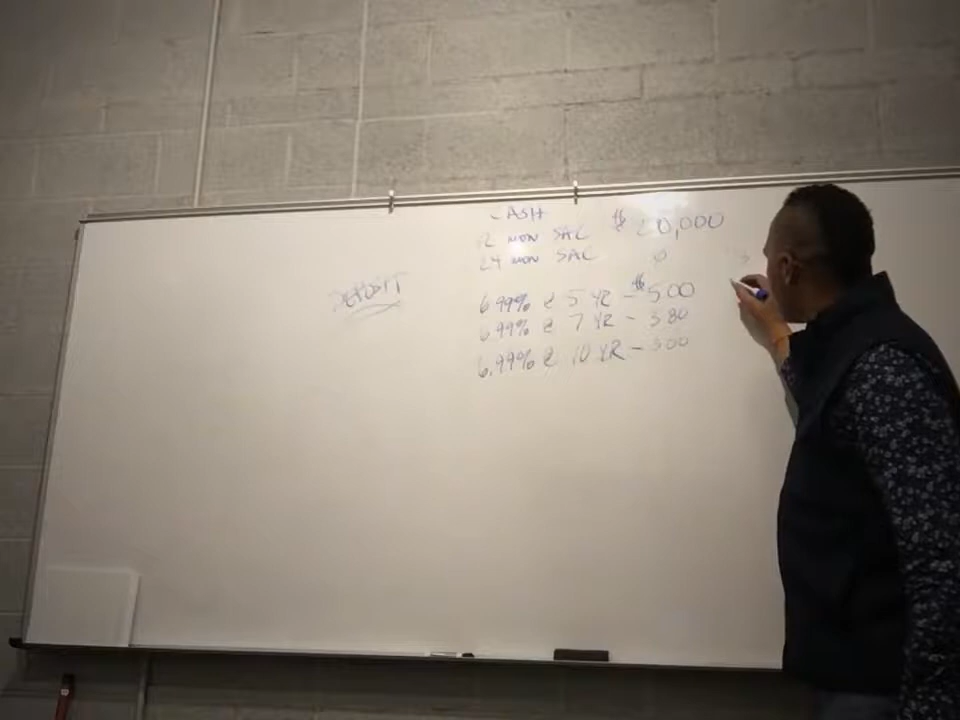 CASH
12 MON SAC $20,000
24 MON SAC 0
DEPOSIT
6.99% @ 5 YR - $500
6.99% @ 7 YR - 380
6.99% @ 10 YR - 300